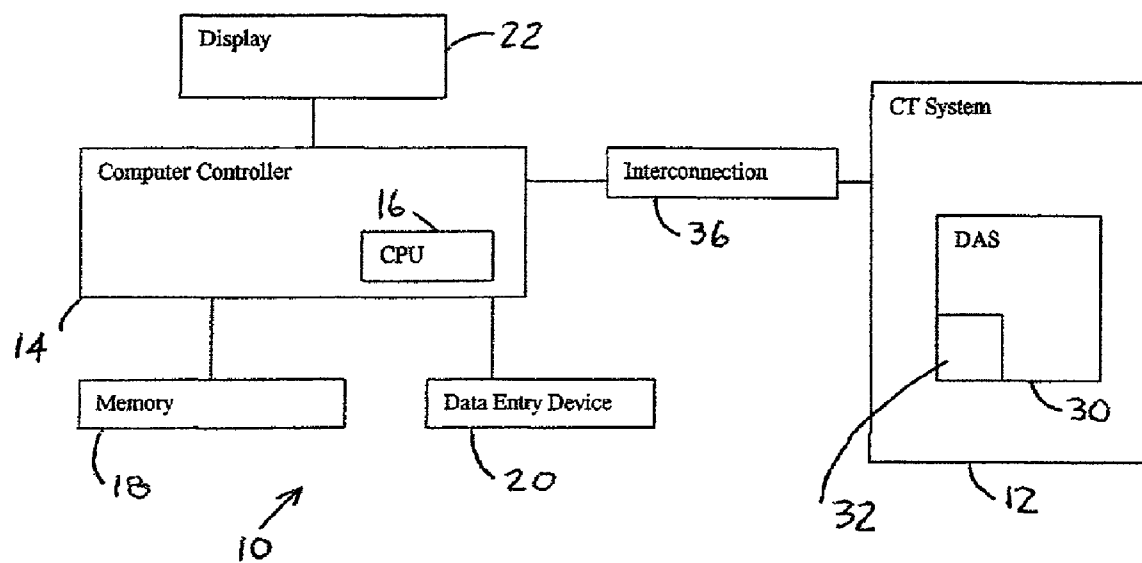 Display
22
CT System
Computer Controller
Interconnection
16
CPU
36
DAS
14
Memory
Data Entry Device
30
18
20
32
12
10